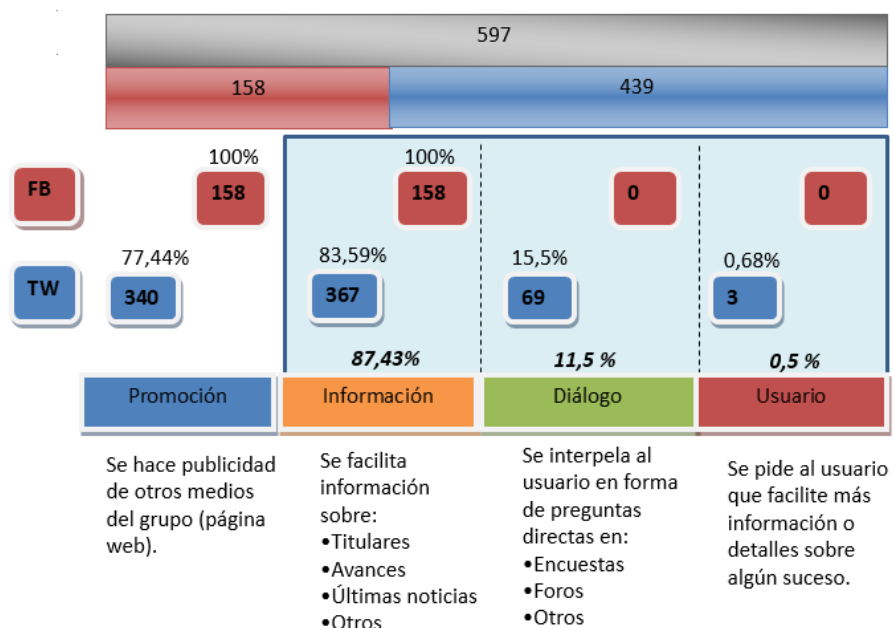 597
158 439
100% 100%
FB 158 158 0 0
77,44% 83,59% 15,5% 0,68%
TW 340 367 69 3
87,43% 11,5 % 0,5 %
Promoción Información Diálogo Usuario
Se hace publicidad
de otros medios
del grupo (página
web).
Se facilita
información
sobre:
•Titulares
•Avances
•Últimas noticias
•Otros
Se interpela al
usuario en forma
de preguntas
directas en:
•Encuestas
•Foros
•Otros
Se pide al usuario
que facilite más
información o
detalles sobre
algún suceso.